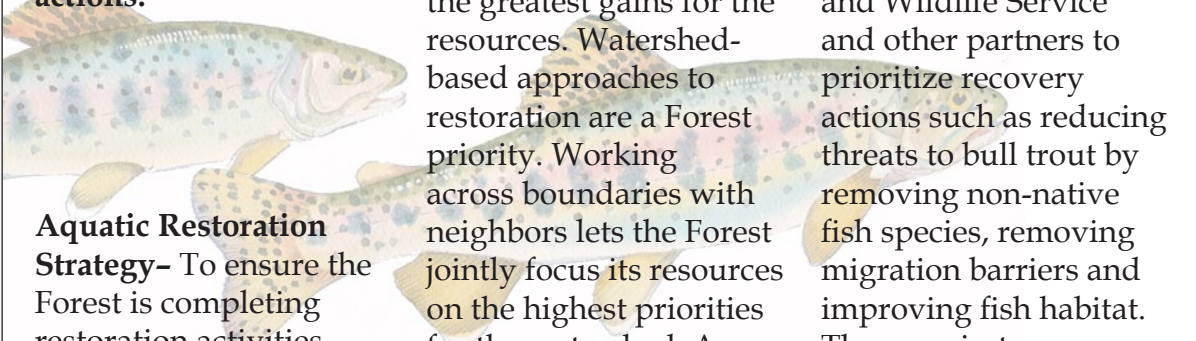 actions.
Aquatic Restoration
Strategy– To ensure the
Forest is completing
restoration activities
the greatest gains for the
resources. Watershed-
based approaches to
restoration are a Forest
priority. Working
across boundaries with
neighbors lets the Forest
jointly focus its resources
on the highest priorities
and Wildlife Service
and other partners to
prioritize recovery
actions such as reducing
threats to bull trout by
removing non-native
fish species, removing
migration barriers and
improving fish habitat.